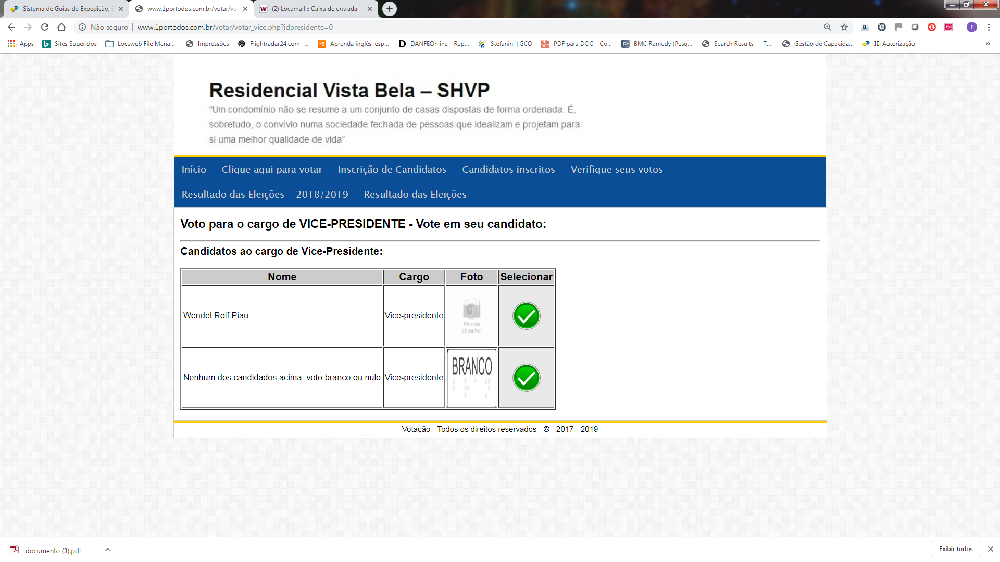 Sistema de Guias de Expedição, E
www.1portodos.com.br/votar/vo
(2) Locamail :: Caixa de entrada
Não seguro www.1portodos.com.br/votar/votar_vice.php?idpresidente=0
Apps Sites Sugeridos Locaweb File Mana... Impressões Flightradar24.com -... Aprenda inglês, esp... DANFEOnline - Rep... Stefanini | GCO PDF para DOC – Co... BMC Remedy (Pesq... Search Results — T... Gestão de Capacida... ID Autorização
Residencial Vista Bela – SHVP
"Um condomínio não se resume a um conjunto de casas dispostas de forma ordenada. É,
sobretudo, o convívio numa sociedade fechada de pessoas que idealizam e projetam para
si uma melhor qualidade de vida”
Início Clique aqui para votar Inscrição de Candidatos Candidatos inscritos Verifique seus votos
Resultado das Eleições – 2018/2019 Resultado das Eleições
Voto para o cargo de VICE-PRESIDENTE - Vote em seu candidato:
Candidatos ao cargo de Vice-Presidente:
Nome Cargo Foto Selecionar
Wendel Rolf Piau Vice-presidente
Foto não
disponível
Nenhum dos candidados acima: voto branco ou nulo Vice-presidente BRANCO
Votação - Todos os direitos reservados - © - 2017 - 2019
documento (3).pdf Exibir todos